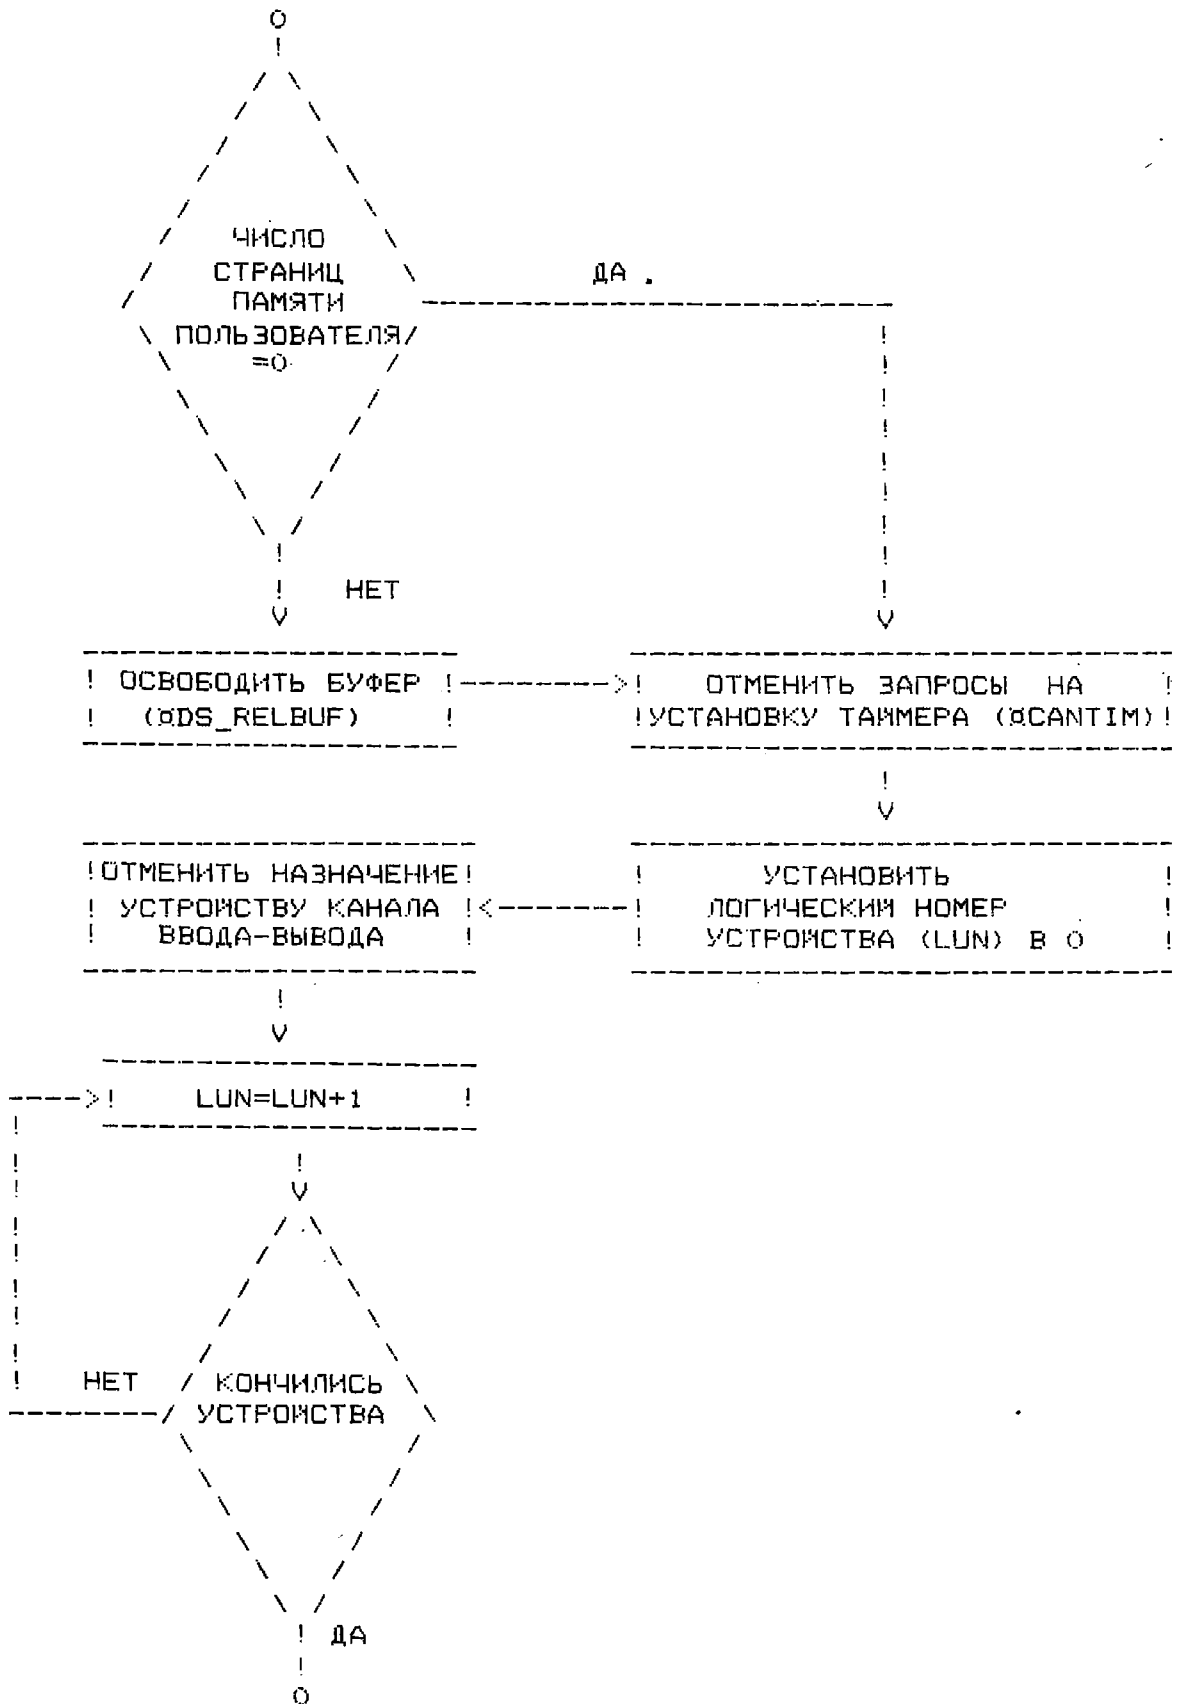 О
ЧИСЛО
СТРАНИЦ
ПАМЯТИ
ПОЛЬЗОВАТЕЛЯ
=0
ДА .
НЕТ
ОСВОБОДИТЬ БУФЕР
(¤DS_RELBUF)
ОТМЕНИТЬ ЗАПРОСЫ НА
УСТАНОВКУ ТАЙМЕРА (¤CANTIM)
УСТАНОВИТЬ
ЛОГИЧЕСКИЙ НОМЕР
УСТРОЙСТВА (LUN) В 0
ОТМЕНИТЬ НАЗНАЧЕНИЕ
УСТРОЙСТВУ КАНАЛА
ВВОДА-ВЫВОДА
LUN=LUN+1
НЕТ
КОНЧИЛИСЬ
УСТРОЙСТВА
ДА
О